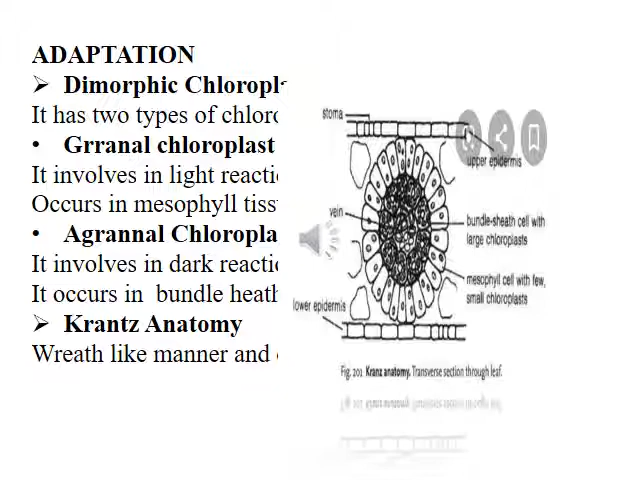 ADAPTATION
➢ Dimorphic Chloropl
It has two types of chloro
• Grranal chloroplast
It involves in light reacti
Occurs in mesophyll tiss
• Agrannal Chloropla
It involves in dark reacti
It occurs in bundle heath
➢ Krantz Anatomy
Wreath like manner and
stoma
upper epidermis
vein
bundle-sheath cell with
large chloroplasts
mesophyll cell with few,
small chloroplasts
lower epidermis
Fig. 201 Kranz anatomy. Transverse section through leaf.